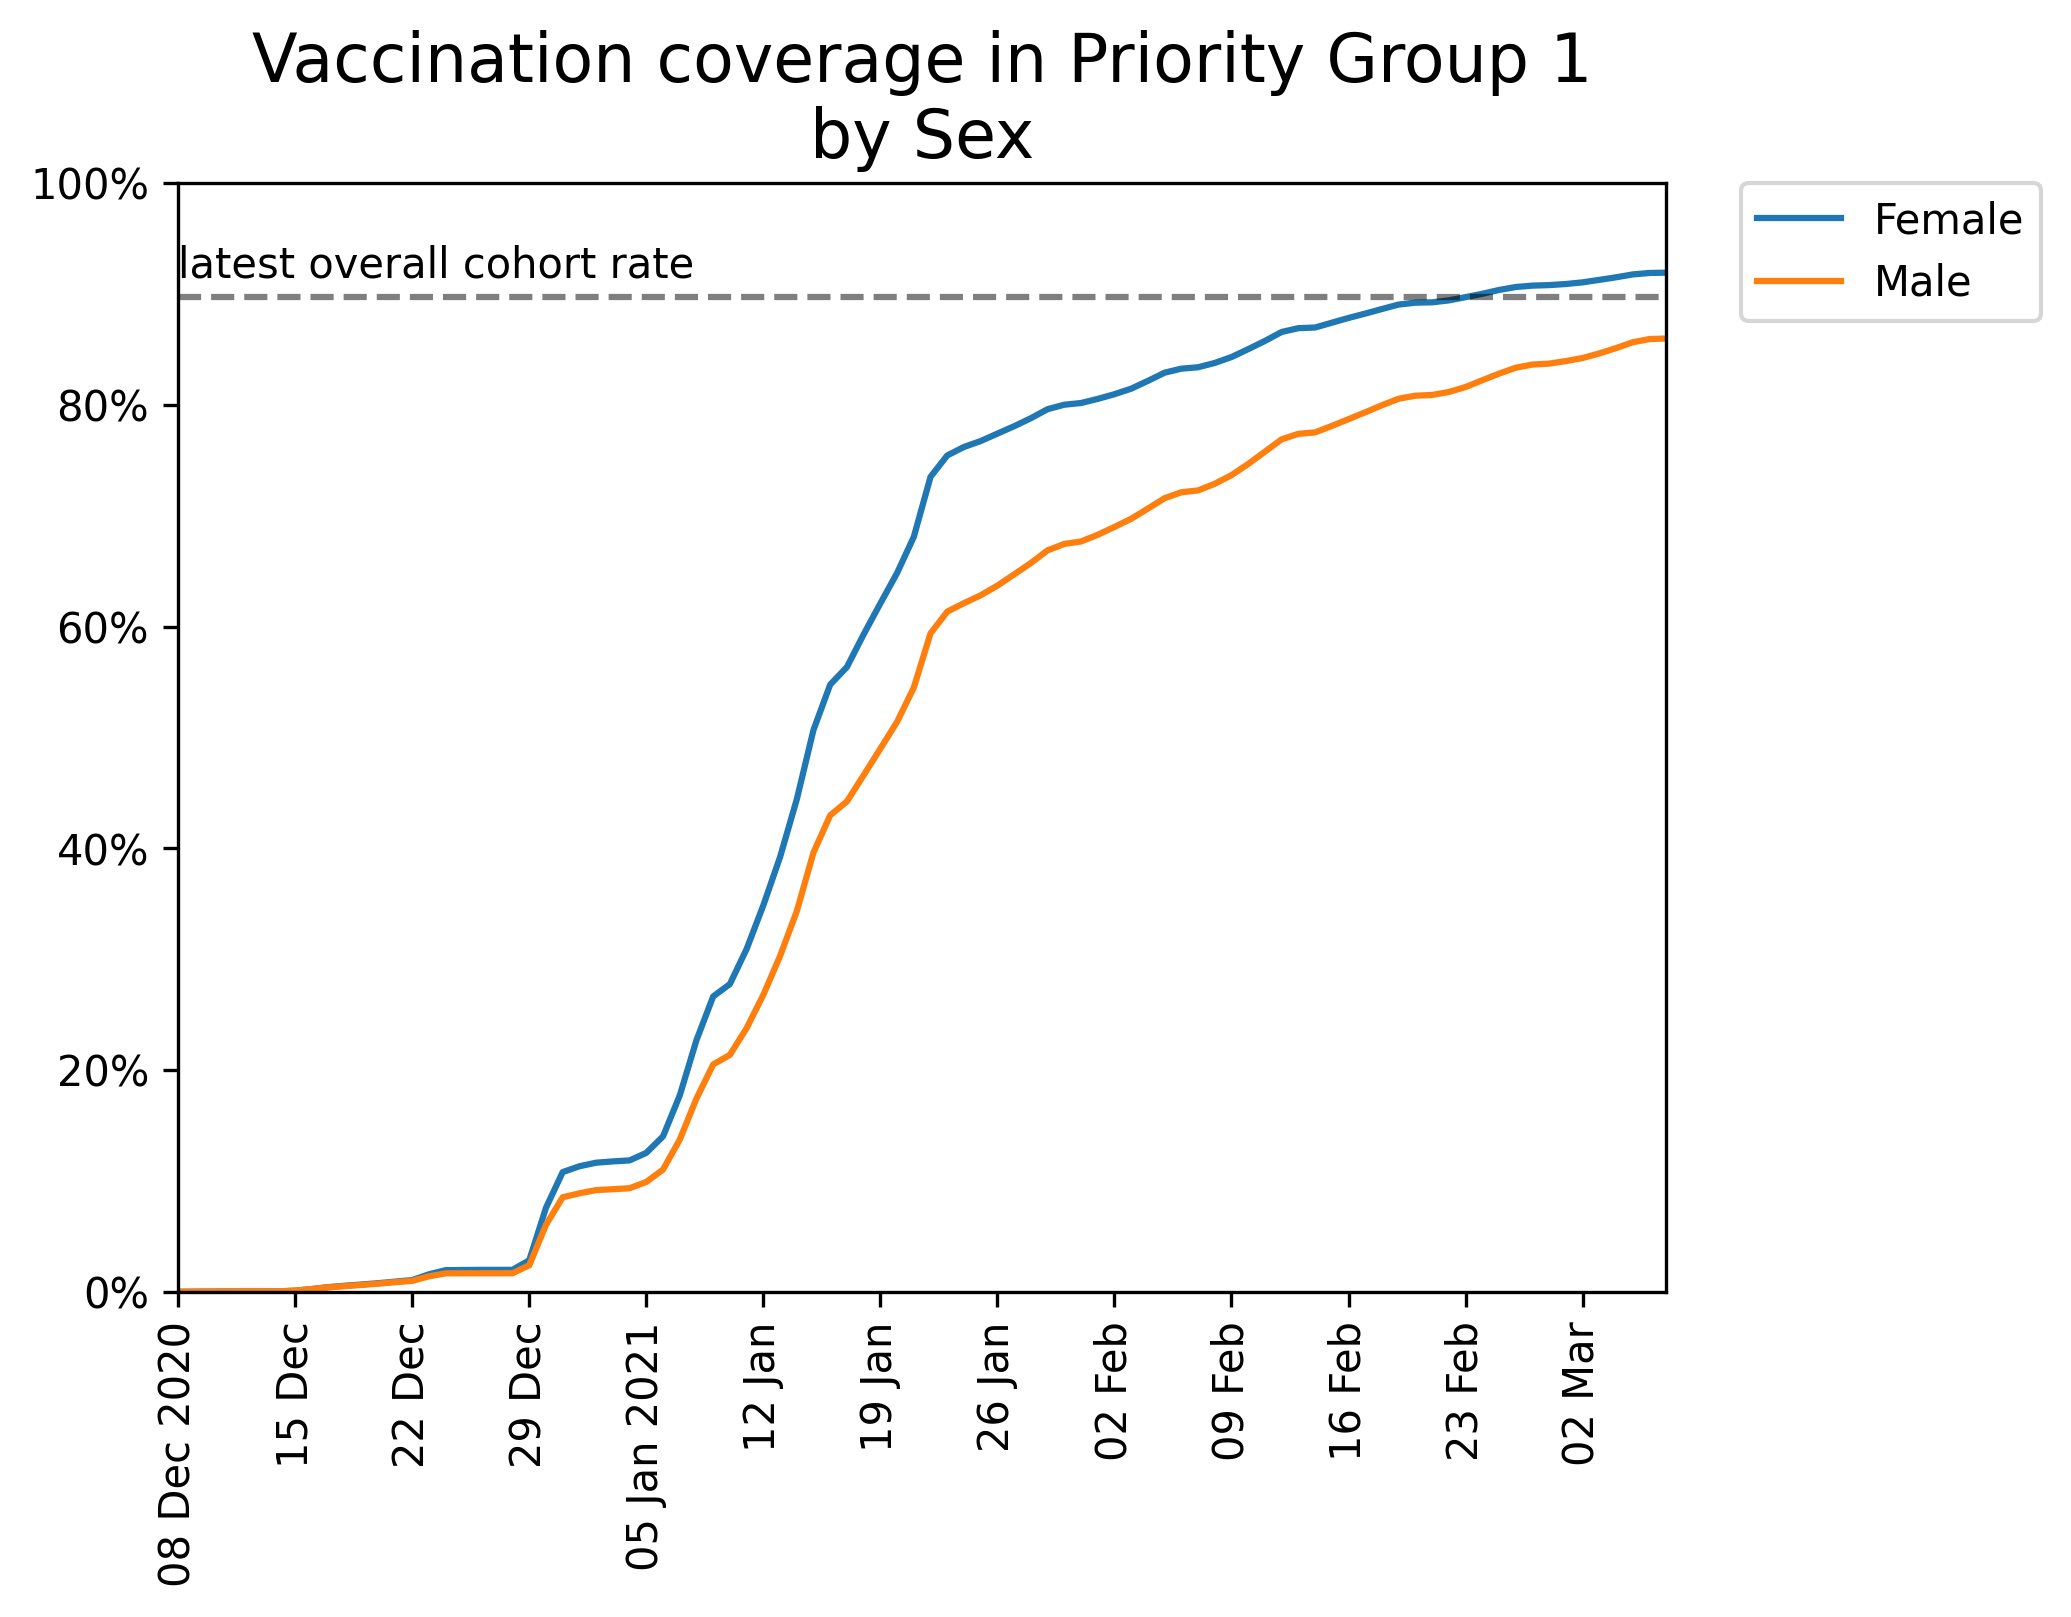 Vaccination coverage in Priority Group 1
by Sex
100%
80%
60%
40%
20%
0%
latest overall cohort rate
Female
Male
08 Dec 2020
15 Dec
22 Dec
29 Dec
05 Jan 2021
12 Jan
19 Jan
26 Jan
02 Feb
09 Feb
16 Feb
23 Feb
02 Mar